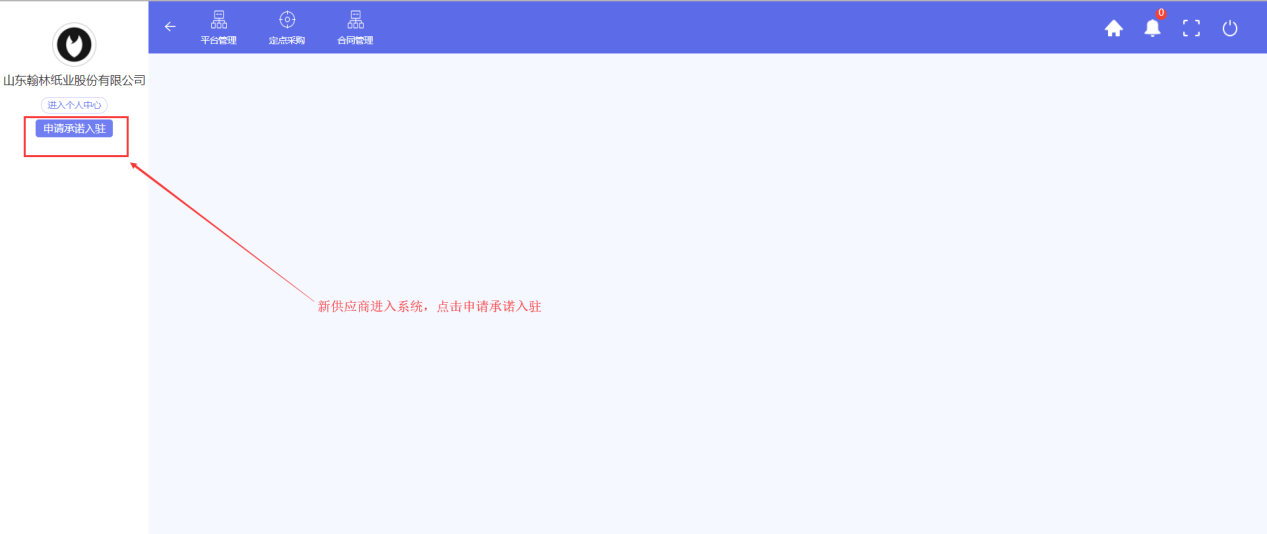 平台管理
定点采购
合同管理
0
山东翰林纸业股份有限公司
进入个人中心
申请承诺入驻
新供应商进入系统，点击申请承诺入驻